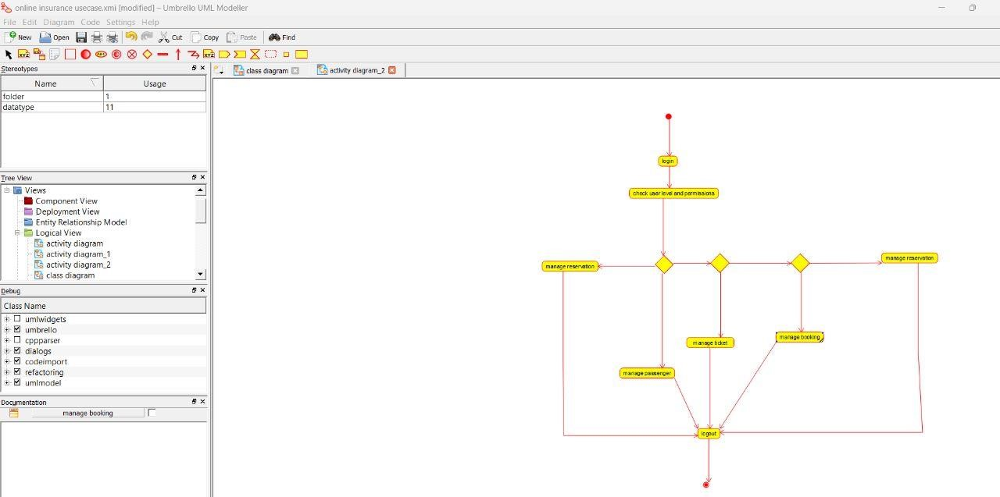 online insurance usecase.xmi [modified] – Umbrello UML Modeller
File Edit Diagram Code Settings Help
New Open Cut Copy Paste Find
XYZ ABC XYZ
Stereotypes
Name Usage
folder 1
datatype 11
Tree View
Views
Component View
Deployment View
Entity Relationship Model
Logical View
activity diagram
activity diagram_1
activity diagram_2
class diagram
Debug
Class Name
umlwidgets
umbrello
cppparser
dialogs
codeimport
refactoring
umlmodel
Documentation
manage booking
class diagram activity diagram_2
login
check user level and permissions
manage reservation manage reservation
manage booking
manage ticket
manage passenger
logout